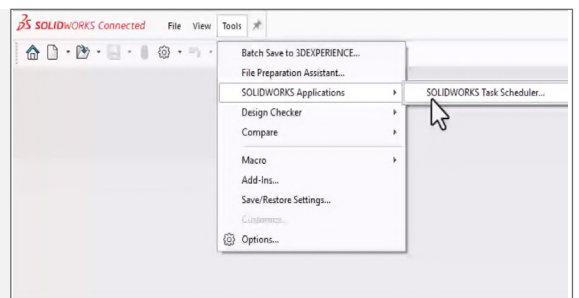 SOLIDWORKS Connected File View Tools
Batch Save to 3DEXPERIENCE...
File Preparation Assistant...
SOLIDWORKS Applications
SOLIDWORKS Task Scheduler...
Design Checker
Compare
Macro
Add-Ins...
Save/Restore Settings...
Customize...
Options...